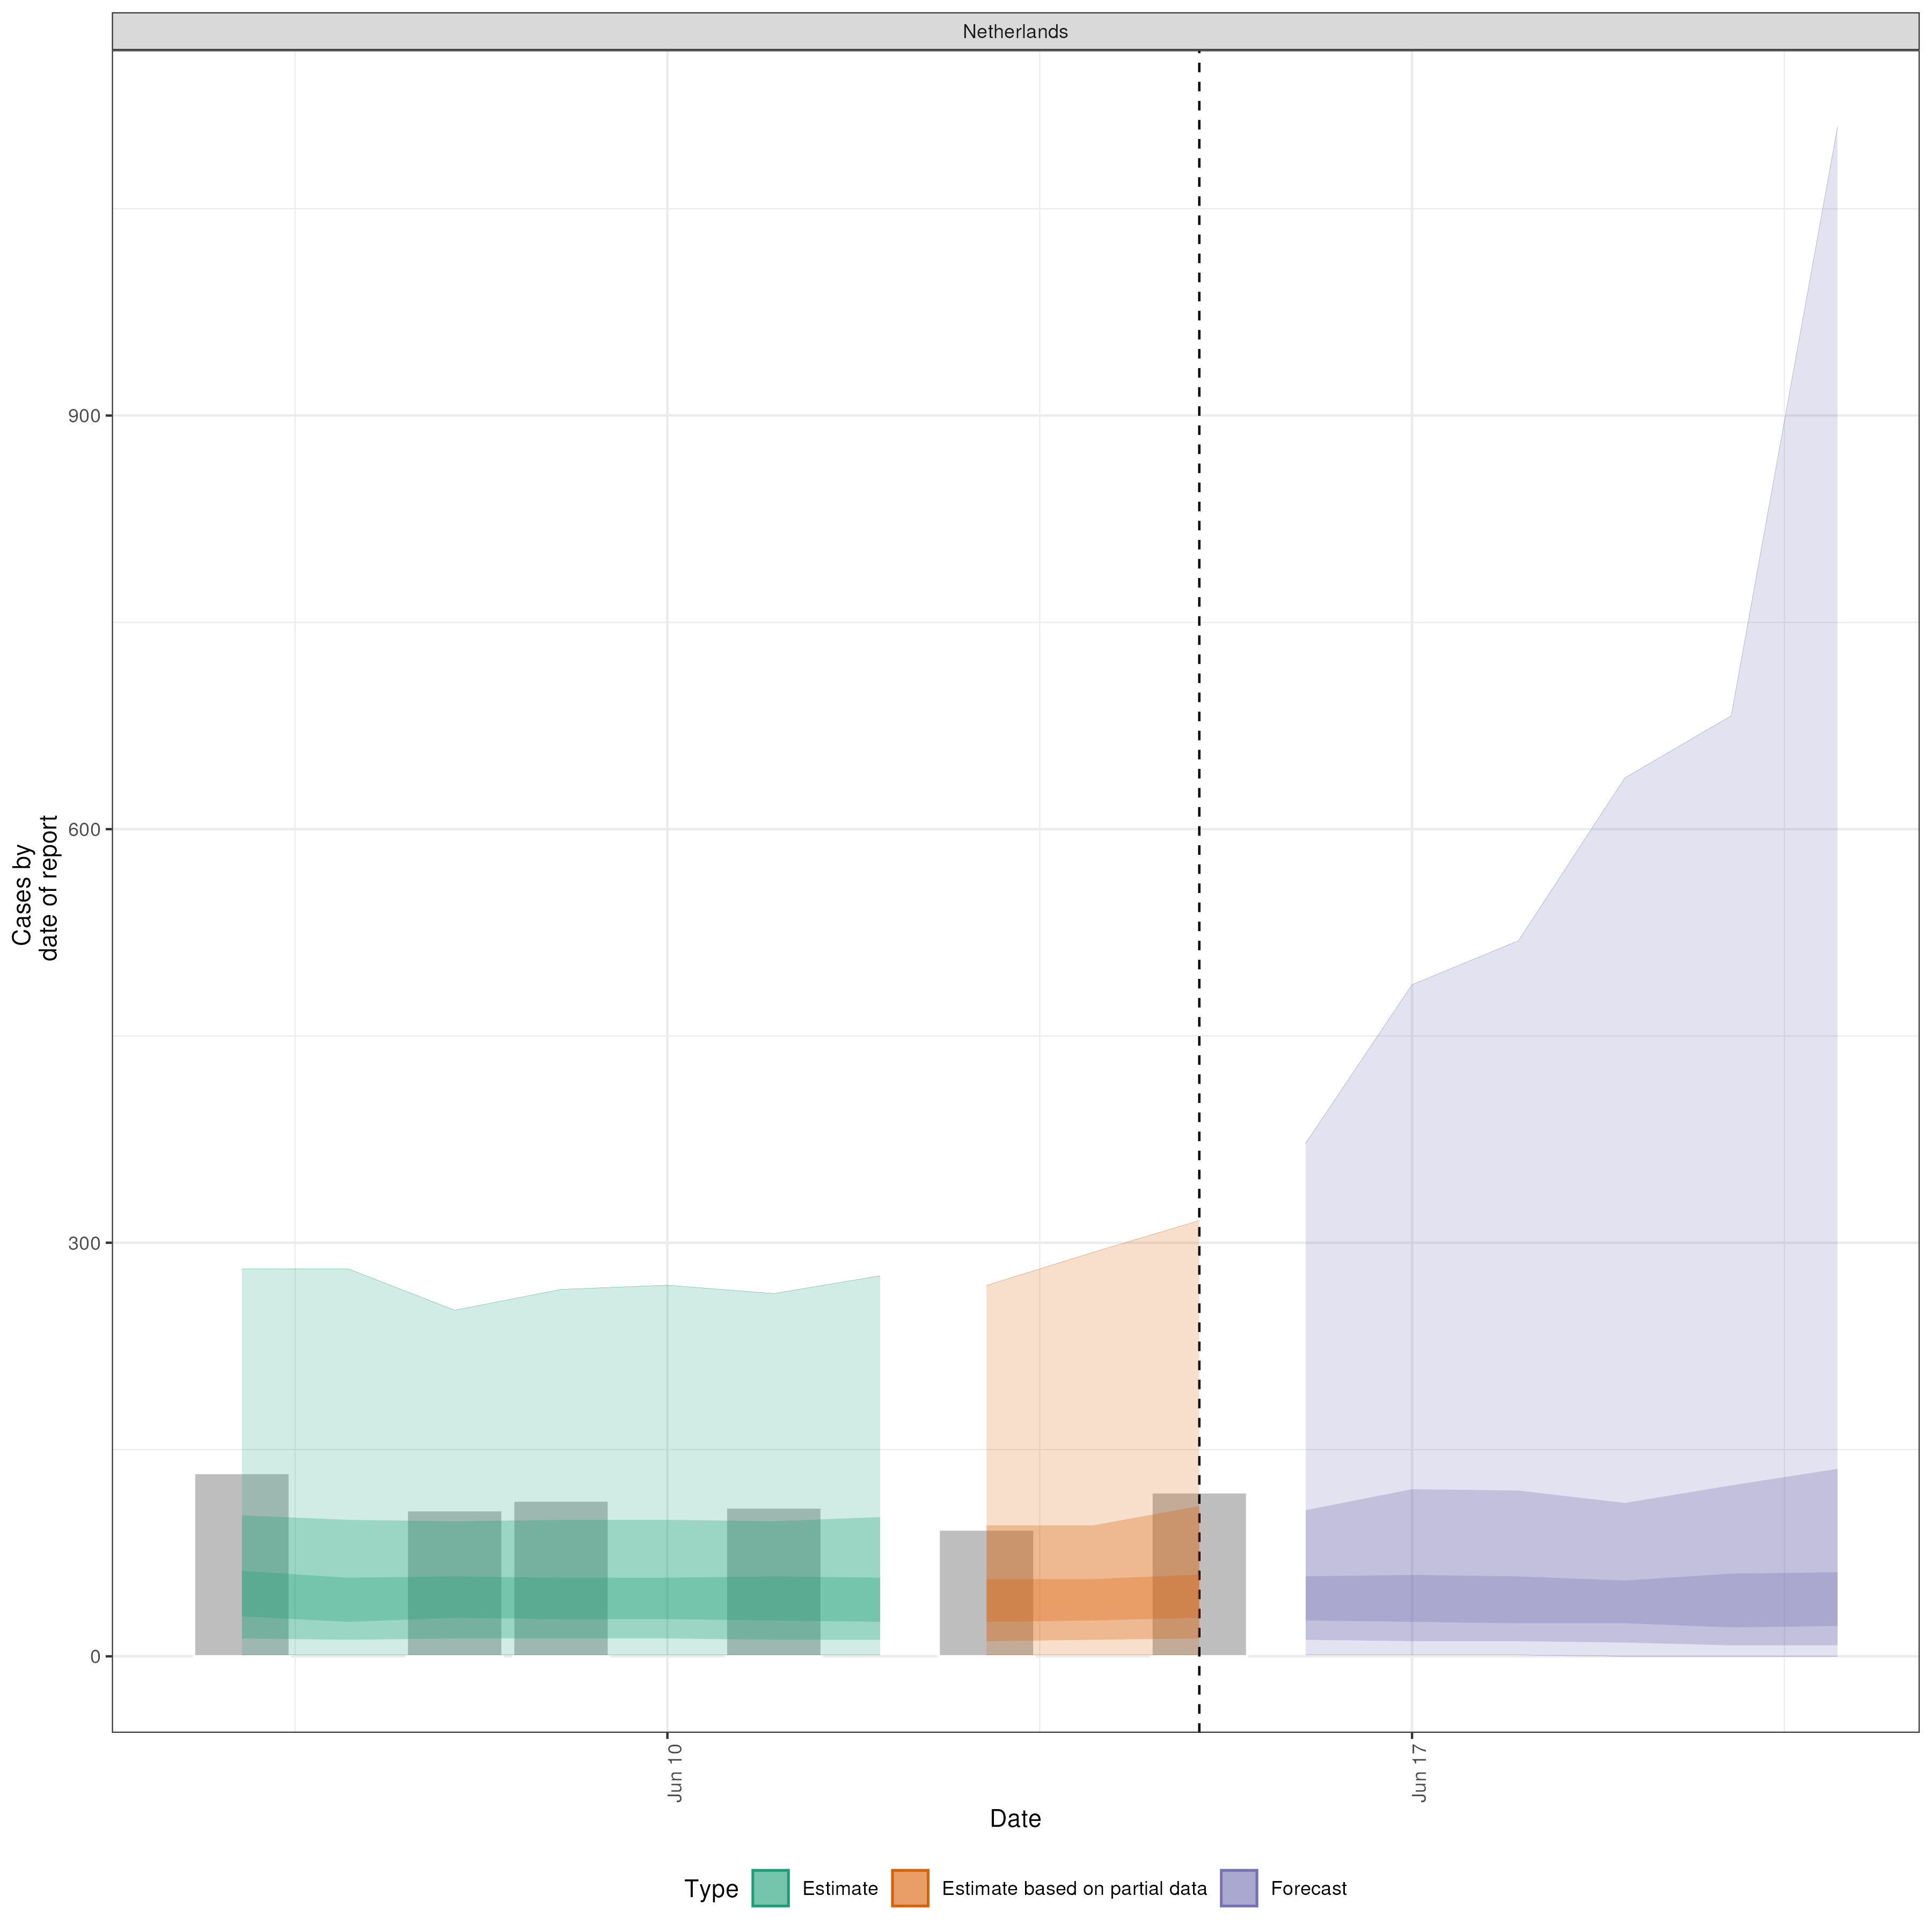 Netherlands
Cases by
date of report
900
600
300
0
Jun 10
Jun 17
Date
Type
Estimate
Estimate based on partial data
Forecast